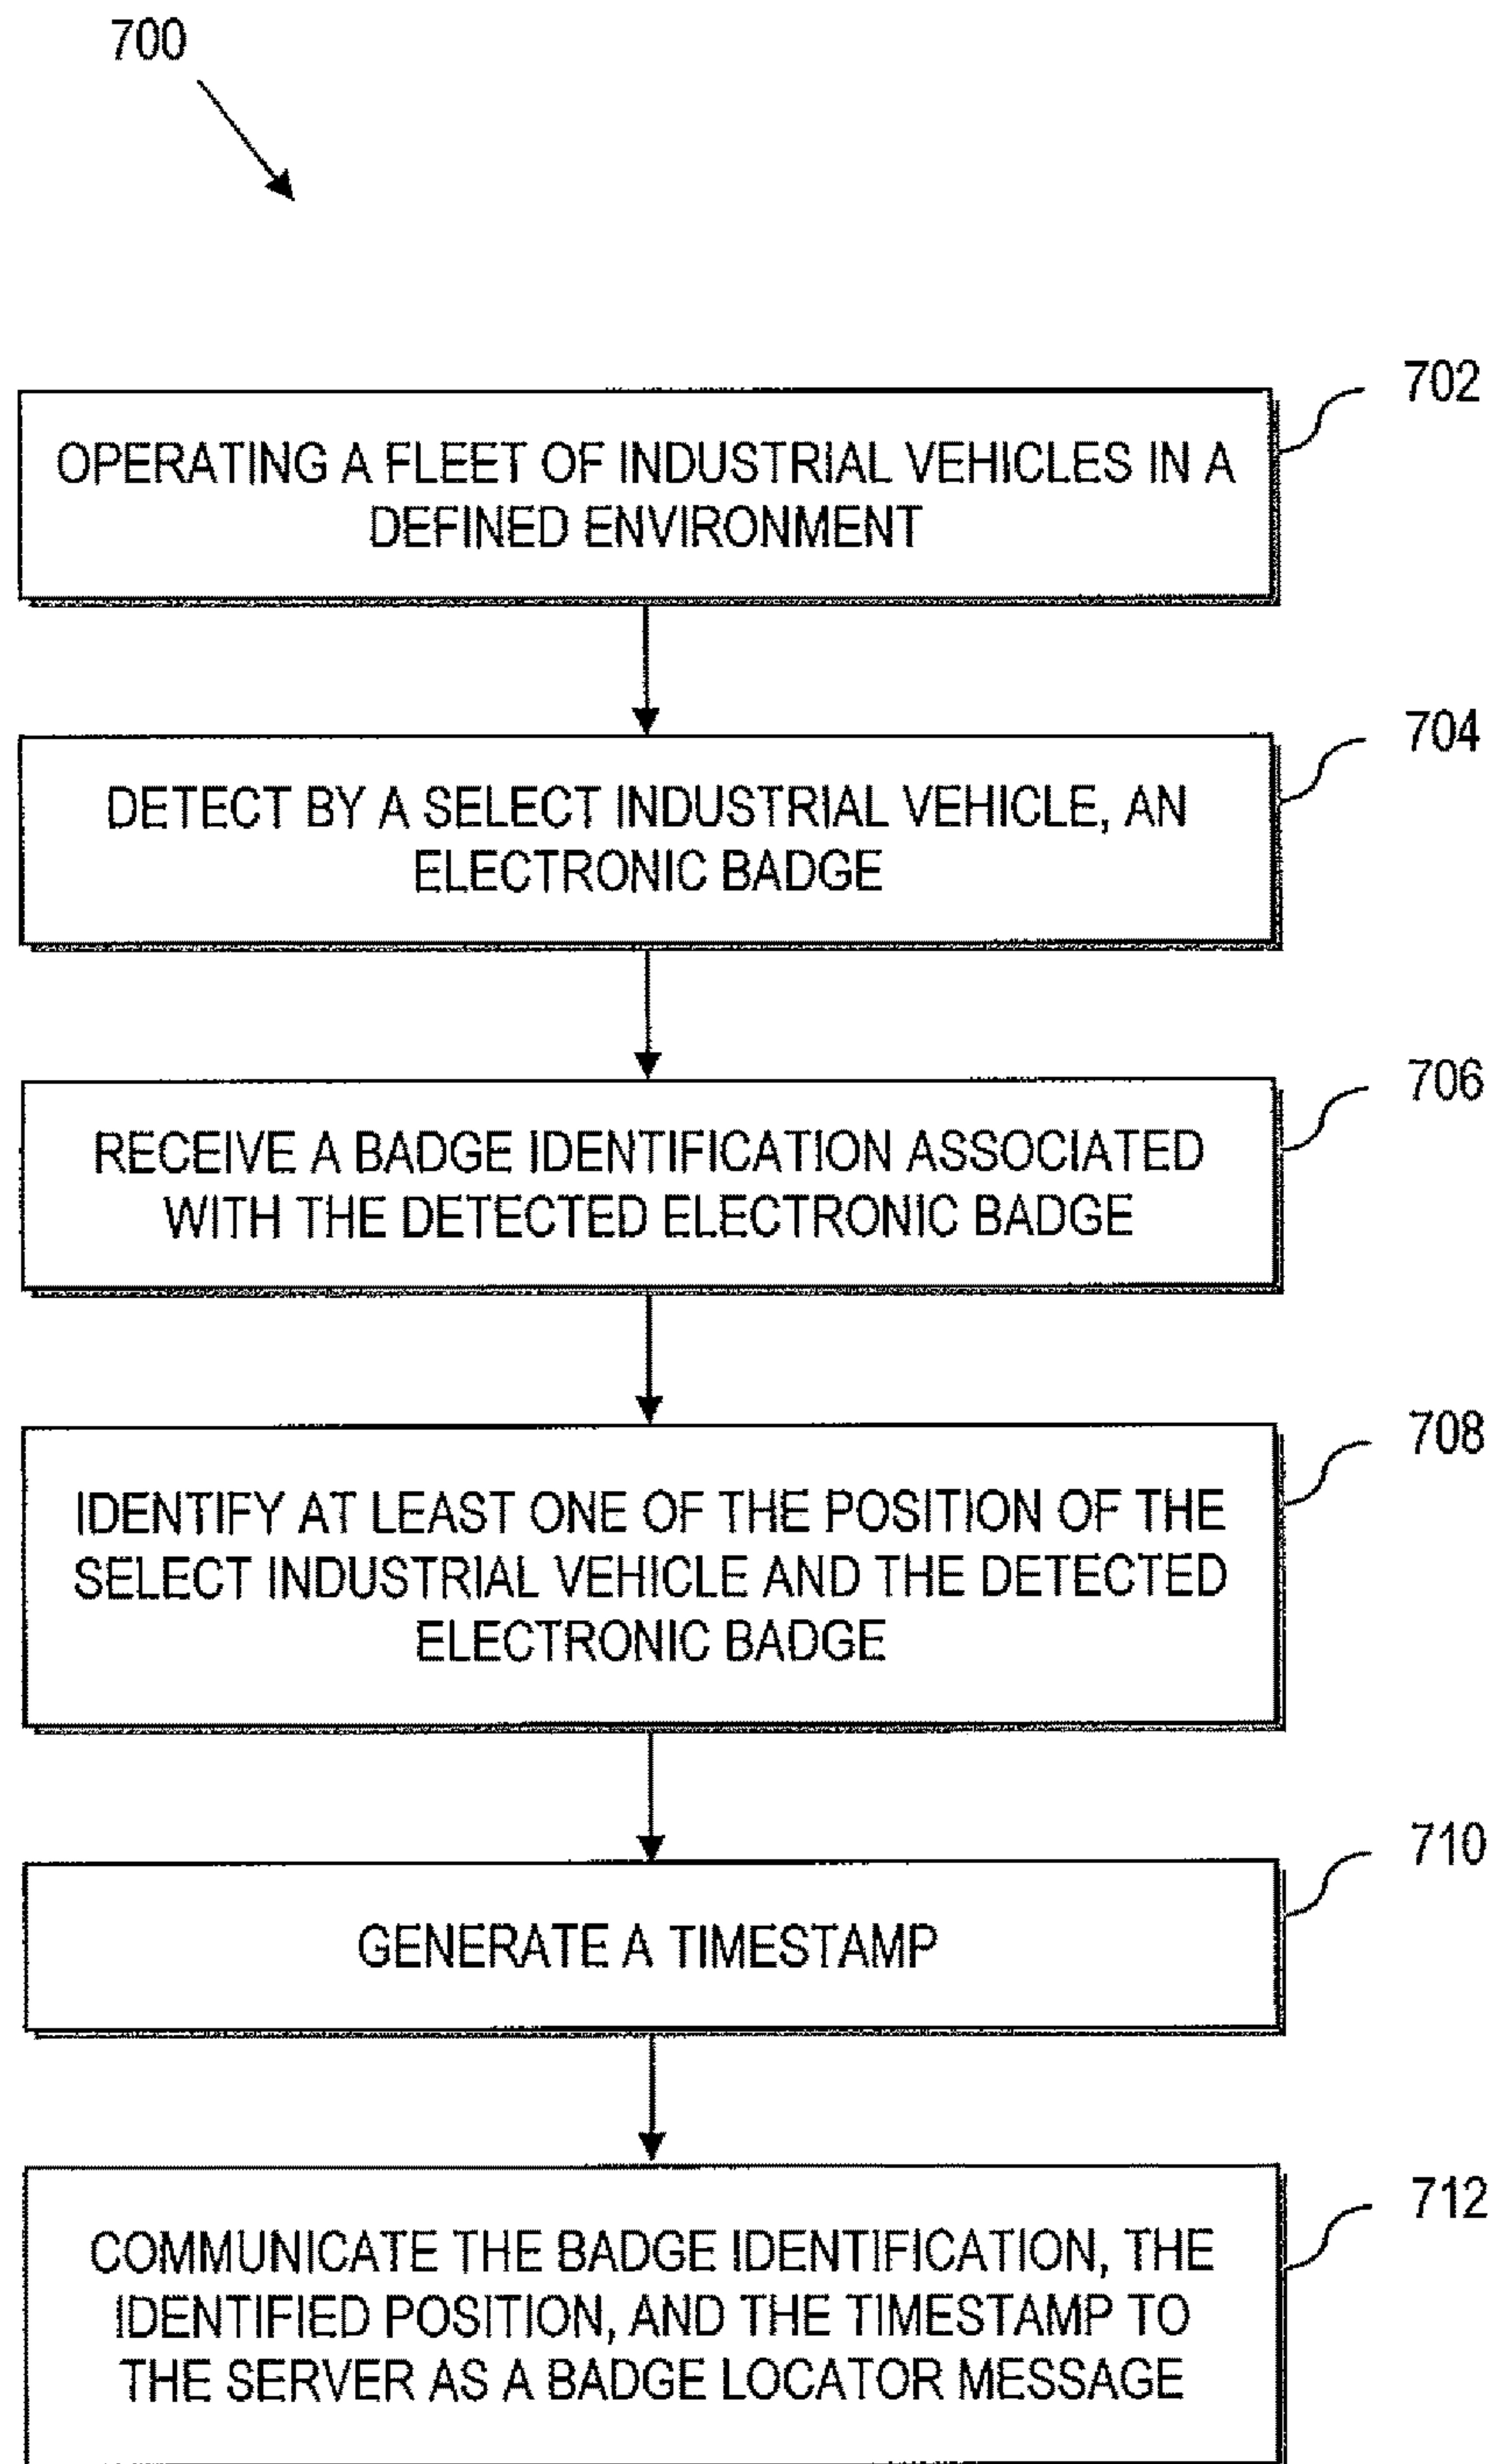 700
702
OPERATING A FLEET OF INDUSTRIAL VEHICLES IN A
DEFINED ENVIRONMENT
704
DETECT BY A SELECT INDUSTRIAL VEHICLE, AN
ELECTRONIC BADGE
706
RECEIVE A BADGE IDENTIFICATION ASSOCIATED
WITH THE DETECTED ELECTRONIC BADGE
708
IDENTIFY AT LEAST ONE OF THE POSITION OF THE
SELECT INDUSTRIAL VEHICLE AND THE DETECTED
ELECTRONIC BADGE
710
GENERATE A TIMESTAMP
712
COMMUNICATE THE BADGE IDENTIFICATION, THE
IDENTIFIED POSITION, AND THE TIMESTAMP TO
THE SERVER AS A BADGE LOCATOR MESSAGE